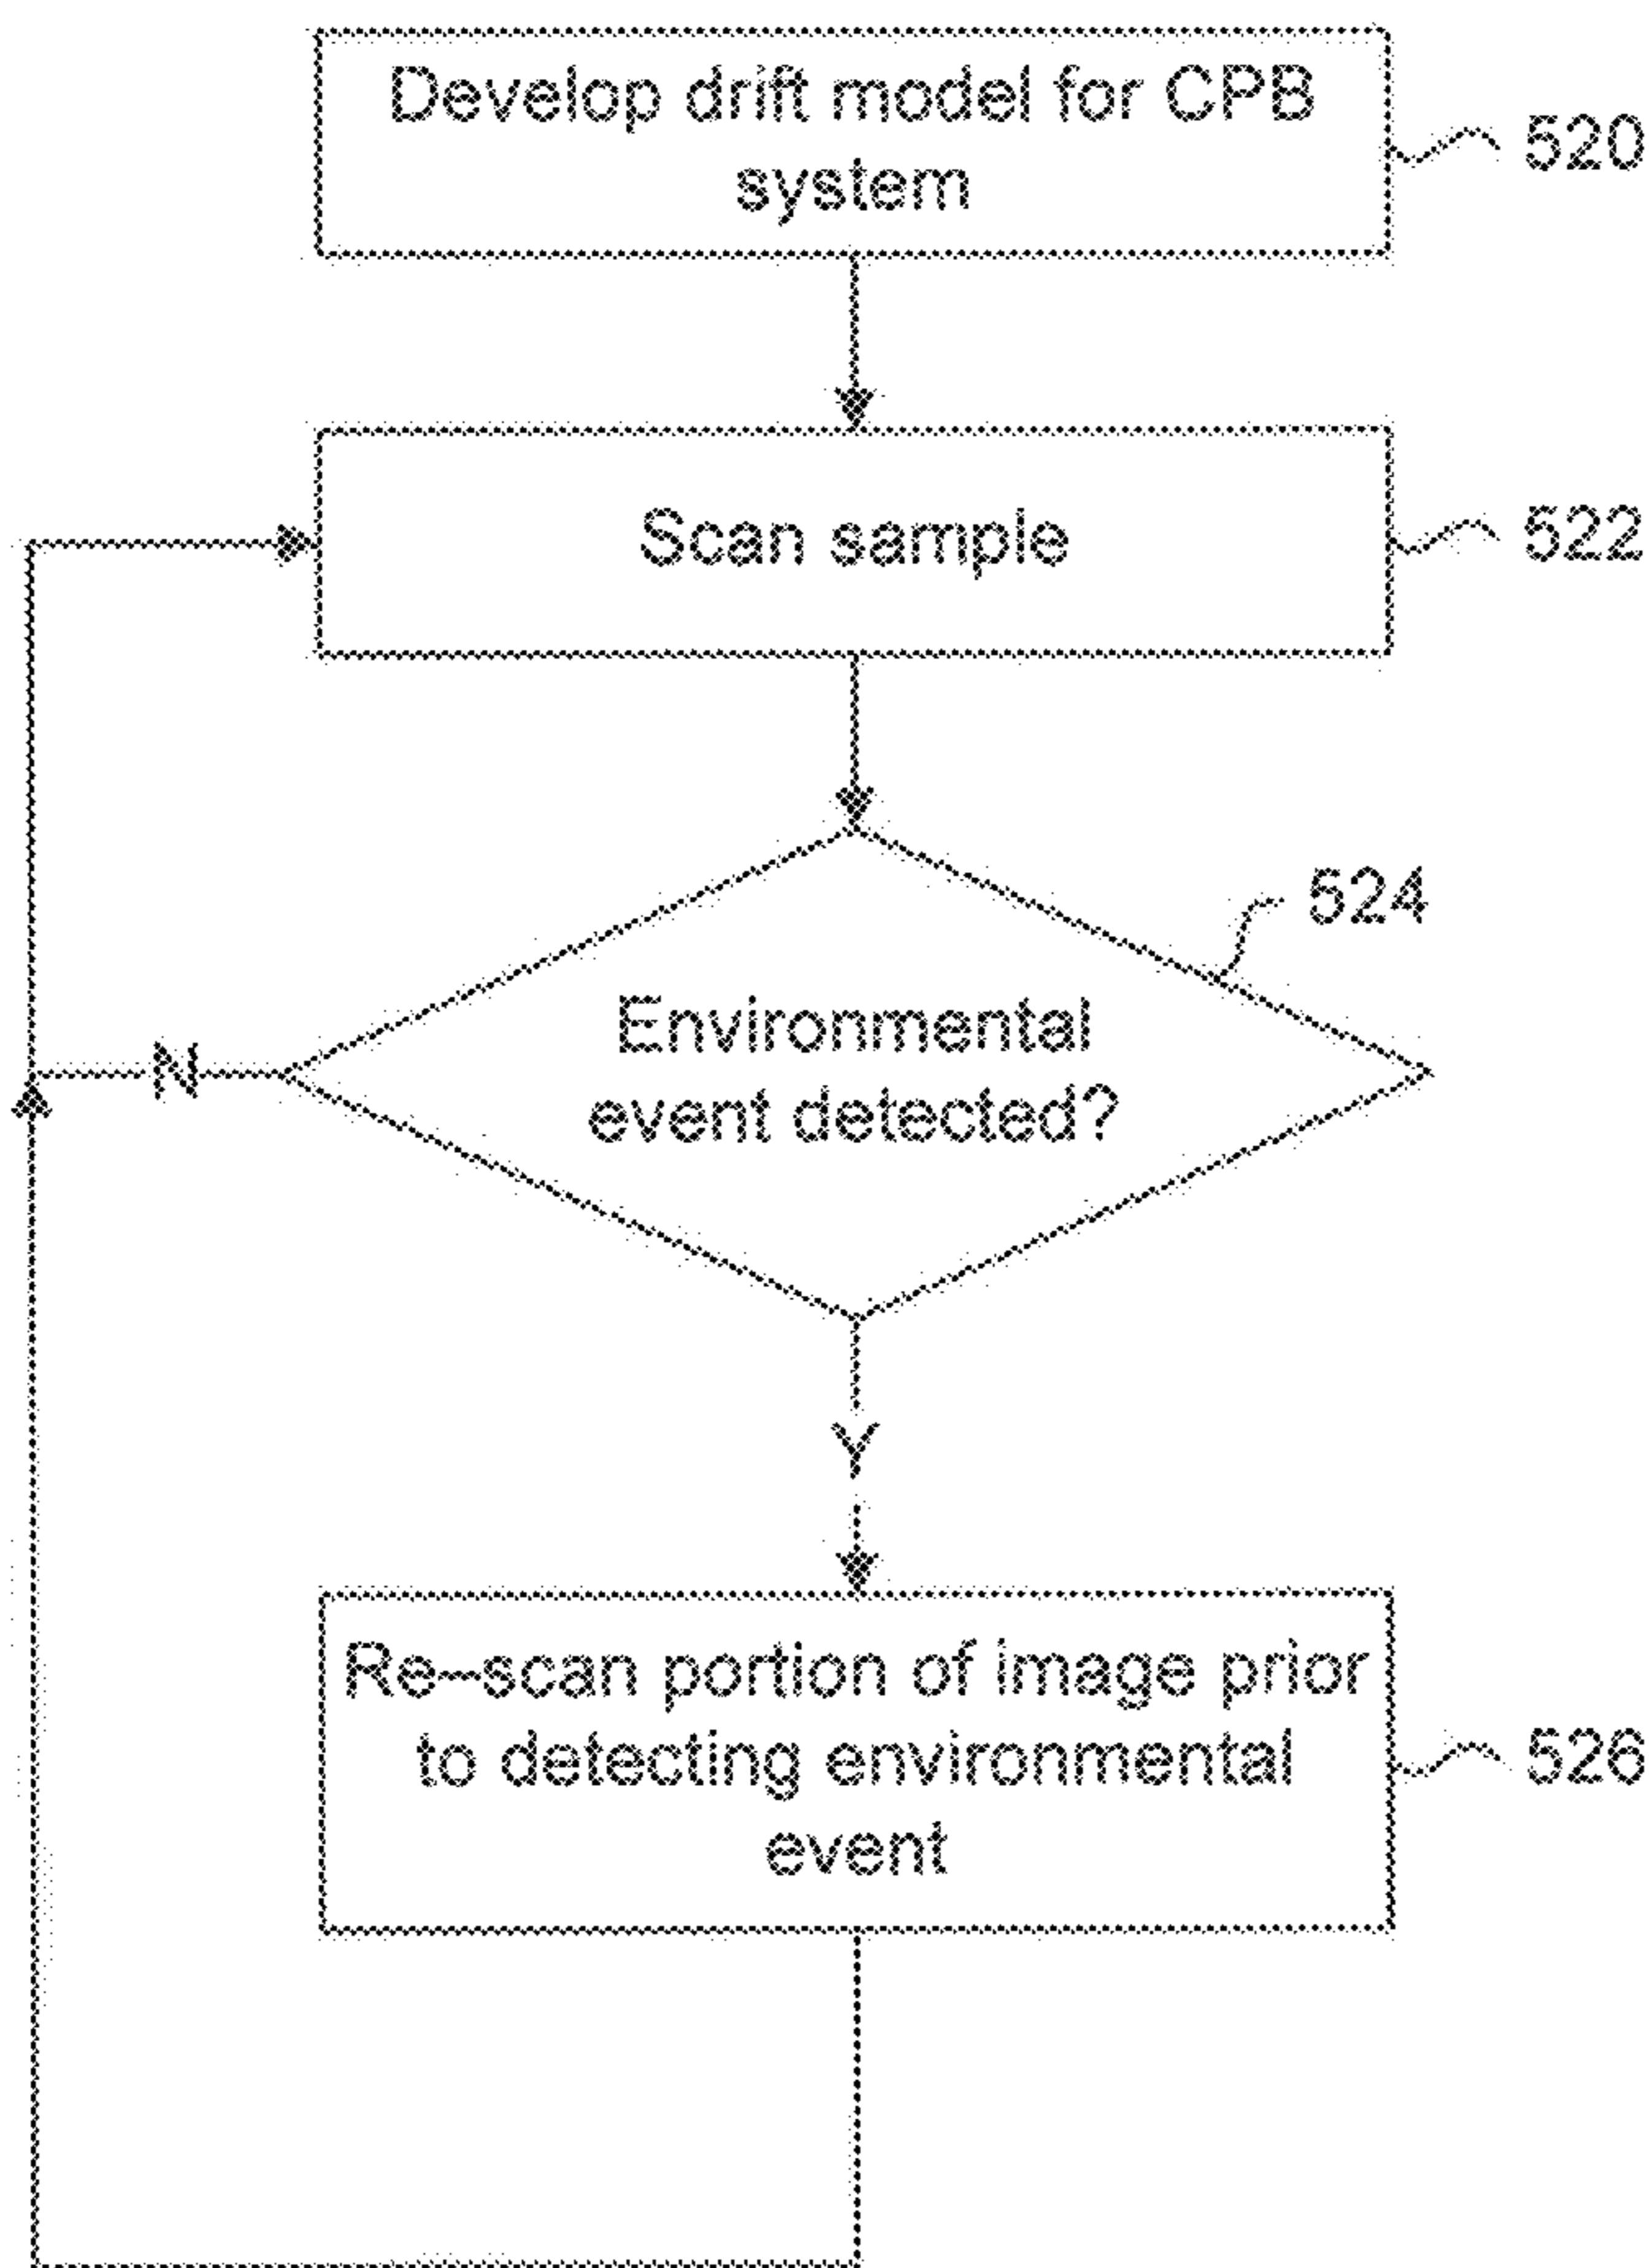 Develop drift model for CPB
system
520
Scan sample
522
524
Environmental
event detected?
N
Y
Re-scan portion of image prior
to detecting environmental
event
526